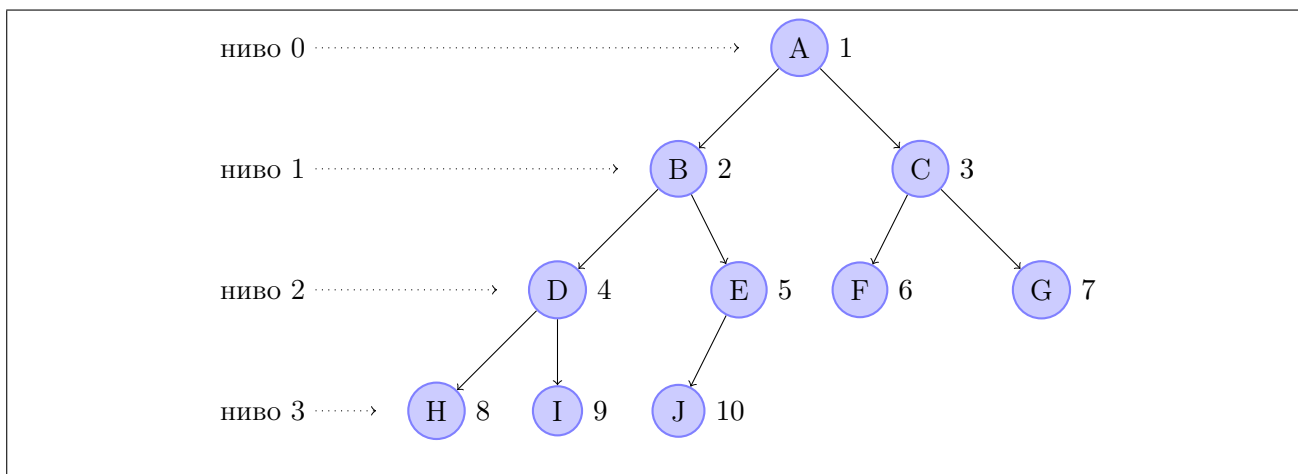 ниво 0 A 1
ниво 1 B 2 C 3
ниво 2 D 4 E 5 F 6 G 7
ниво 3 H 8 I 9 J 10